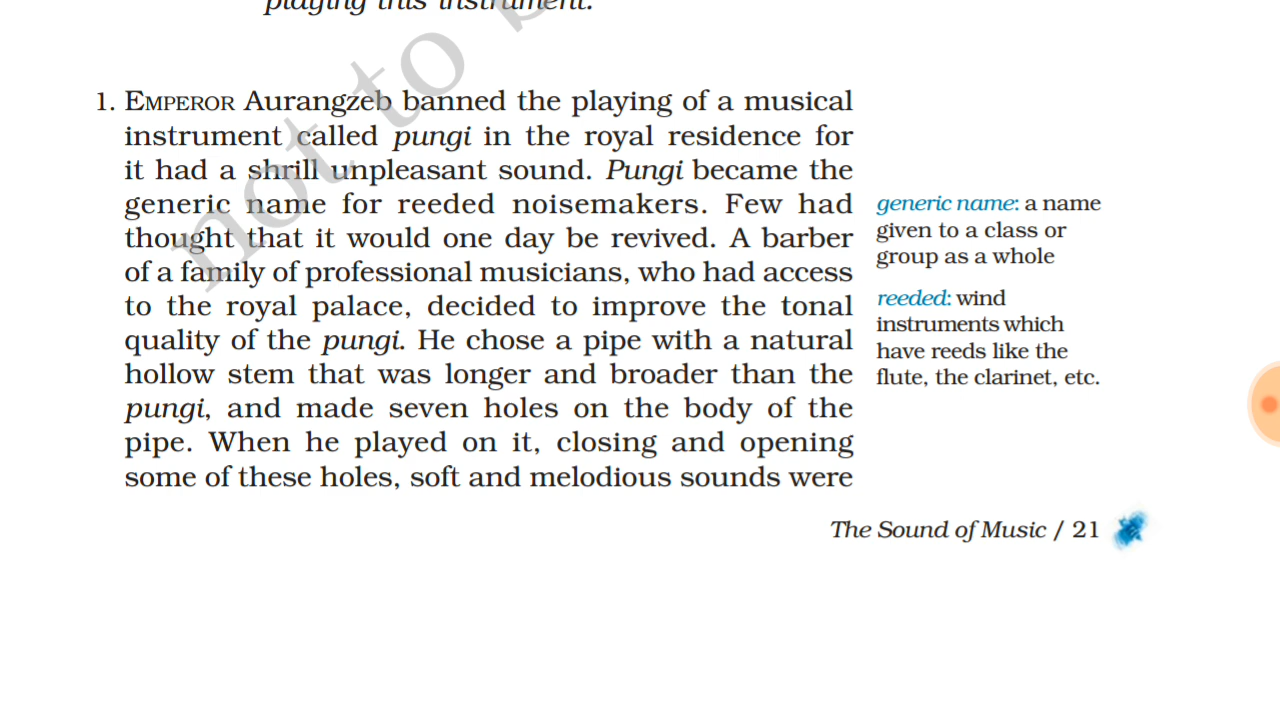 playing this instrument.
not to b
1. EMPEROR Aurangzeb banned the playing of a musical
instrument called pungi in the royal residence for
it had a shrill unpleasant sound. Pungi became the
generic name for reeded noisemakers. Few had
thought that it would one day be revived. A barber
of a family of professional musicians, who had access
to the royal palace, decided to improve the tonal
quality of the pungi. He chose a pipe with a natural
hollow stem that was longer and broader than the
pungi, and made seven holes on the body of the
pipe. When he played on it, closing and opening
some of these holes, soft and melodious sounds were
generic name: a name
given to a class or
group as a whole
reeded: wind
instruments which
have reeds like the
flute, the clarinet, etc.
The Sound of Music / 21